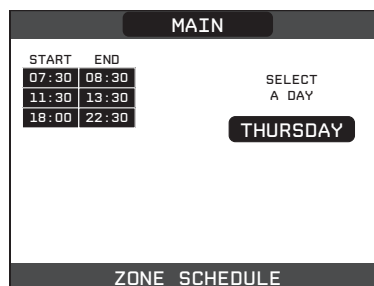 MAIN
START END
07:30 08:30
11:30 13:30
18:00 22:30
SELECT
A DAY
THURSDAY
ZONE SCHEDULE